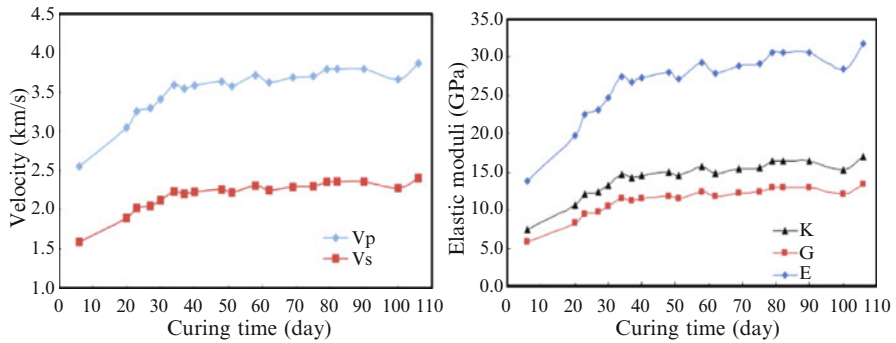 4.5
4.0
3.5
3.0
2.5
2.0
1.5
1.0
Velocity (km/s)
Vp
Vs
0 10 20 30 40 50 60 70 80 90 100 110
Curing time (day)
35.0
30.0
25.0
20.0
15.0
10.0
5.0
0.0
Elastic moduli (GPa)
K
G
E
0 10 20 30 40 50 60 70 80 90 100 110
Curing time (day)